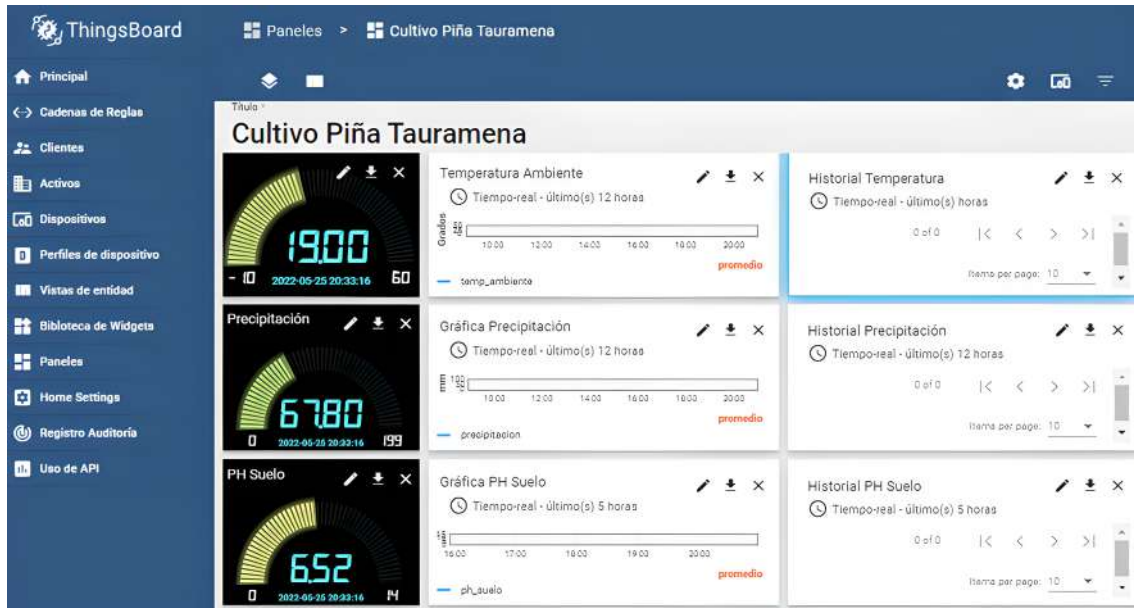 ThingsBoard
Paneles > Cultivo Piña Tauramena
Principal
Cadenas de Reglas
Clientes
Activos
Dispositivos
Perfiles de dispositivo
Vistas de entidad
Bibloteca de Widgets
Paneles
Home Settings
Registro Auditoría
Uso de API
Título
Cultivo Piña Tauramena
19.00
-10 2022-05-25 20:33:16 60
Temperatura Ambiente
Tiempo-real - último(s) 12 horas
Grados
10:00 12:00 14:00 16:00 18:00 20:00
promedio
temp_ambiente
Historial Temperatura
Tiempo-real - último(s) horas
0 of 0 |< < > >|
Items per page: 10
Precipitación
67.80
0 2022-05-25 20:33:16 199
Gráfica Precipitación
Tiempo-real - último(s) 12 horas
mm
10:00 12:00 14:00 16:00 18:00 20:00
promedio
precipitacion
Historial Precipitación
Tiempo-real - último(s) 12 horas
0 of 0 |< < > >|
Items per page: 10
PH Suelo
6.52
0 2022-05-25 20:33:16 14
Gráfica PH Suelo
Tiempo-real - último(s) 5 horas
16:00 17:00 18:00 19:00 20:00
promedio
ph_suelo
Historial PH Suelo
Tiempo-real - último(s) 5 horas
0 of 0 |< < > >|
Items per page: 10